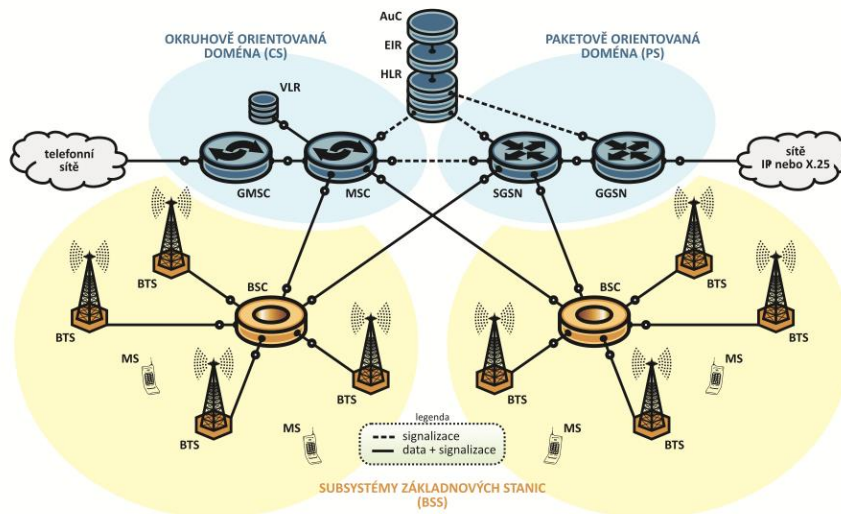 AuC
OKRUHOVĚ ORIENTOVANÁ
DOMÉNA (CS)
EIR
PAKETOVĚ ORIENTOVANÁ
DOMÉNA (PS)
HLR
VLR
telefonní
sítě
GMSC
MSC
SGSN
GGSN
sítě
IP nebo X.25
BTS
BSC
BSC
BTS
BTS
BTS
MS
MS
BTS
BTS
BTS
BTS
MS
MS
legenda
signalizace
data + signalizace
SUBSYSTÉMY ZÁKLADNOVÝCH STANIC
(BSS)